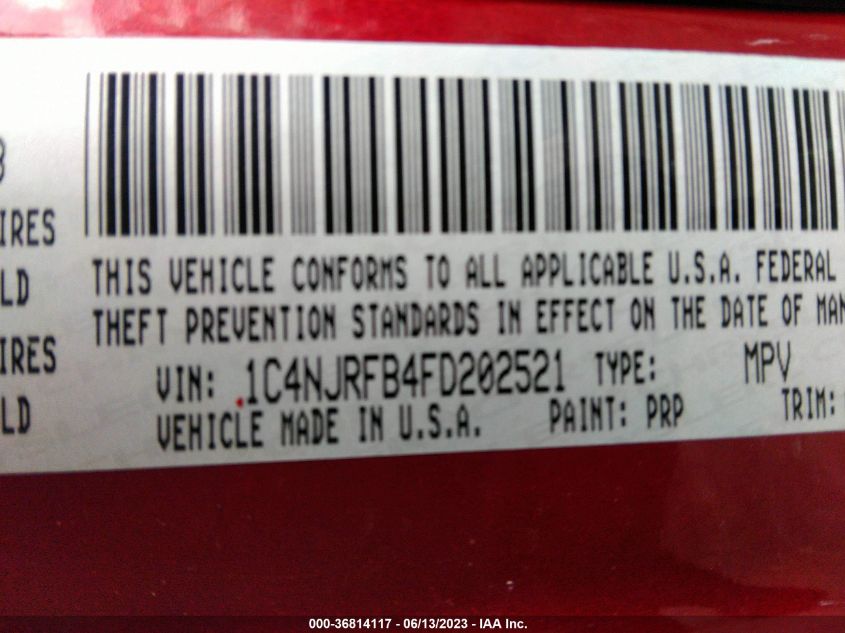 IRES
LD
IRES
LD
THIS VEHICLE CONFORMS TO ALL APPLICABLE U.S.A. FEDERAL
THEFT PREVENTION STANDARDS IN EFFECT ON THE DATE OF MAN
VIN: 1C4NJRFB4FD202521 TYPE: MPV
VEHICLE MADE IN U.S.A. PAINT: PRP TRIM:
000-36814117 - 06/13/2023 - IAA Inc.